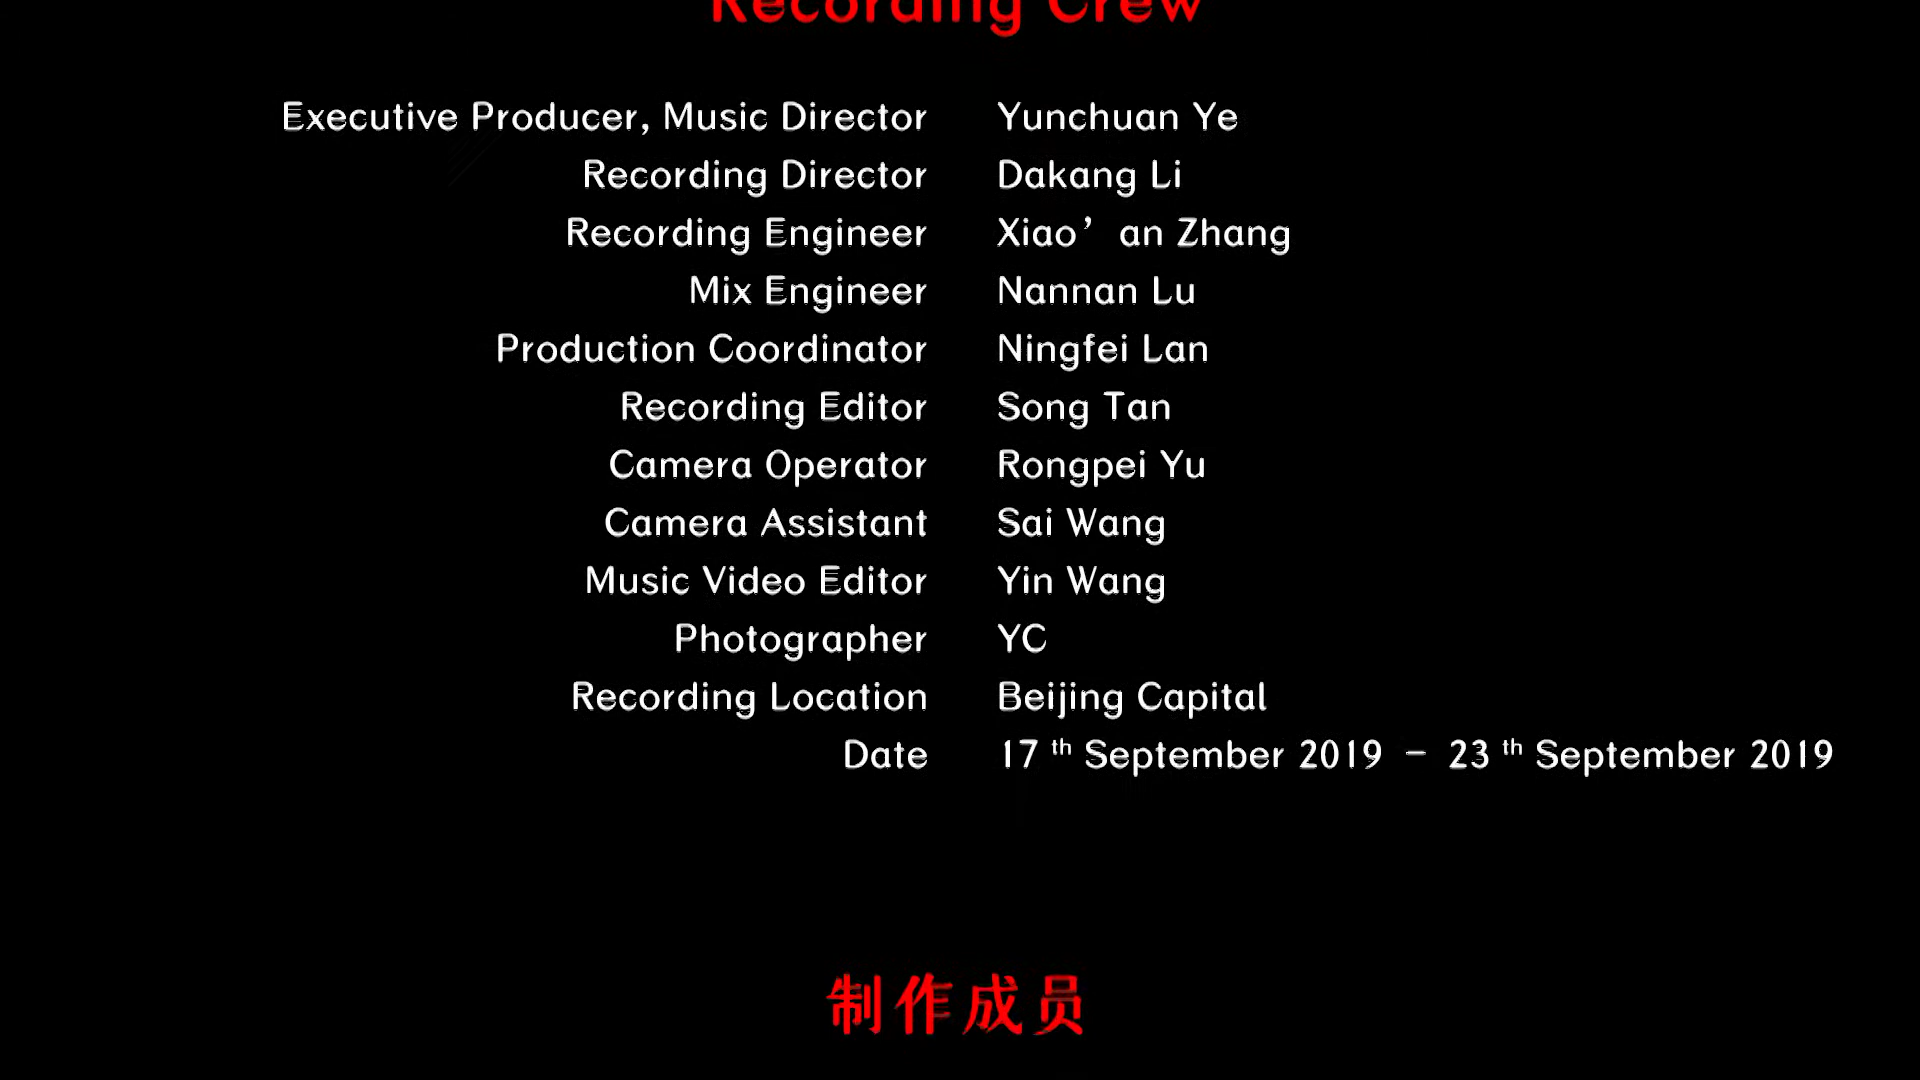 Recording Crew
Executive Producer, Music Director Yunchuan Ye
Recording Director Dakang Li
Recording Engineer Xiao’an Zhang
Mix Engineer Nannan Lu
Production Coordinator Ningfei Lan
Recording Editor Song Tan
Camera Operator Rongpei Yu
Camera Assistant Sai Wang
Music Video Editor Yin Wang
Photographer YC
Recording Location Beijing Capital
Date 17 th September 2019 – 23 th September 2019
制作成员